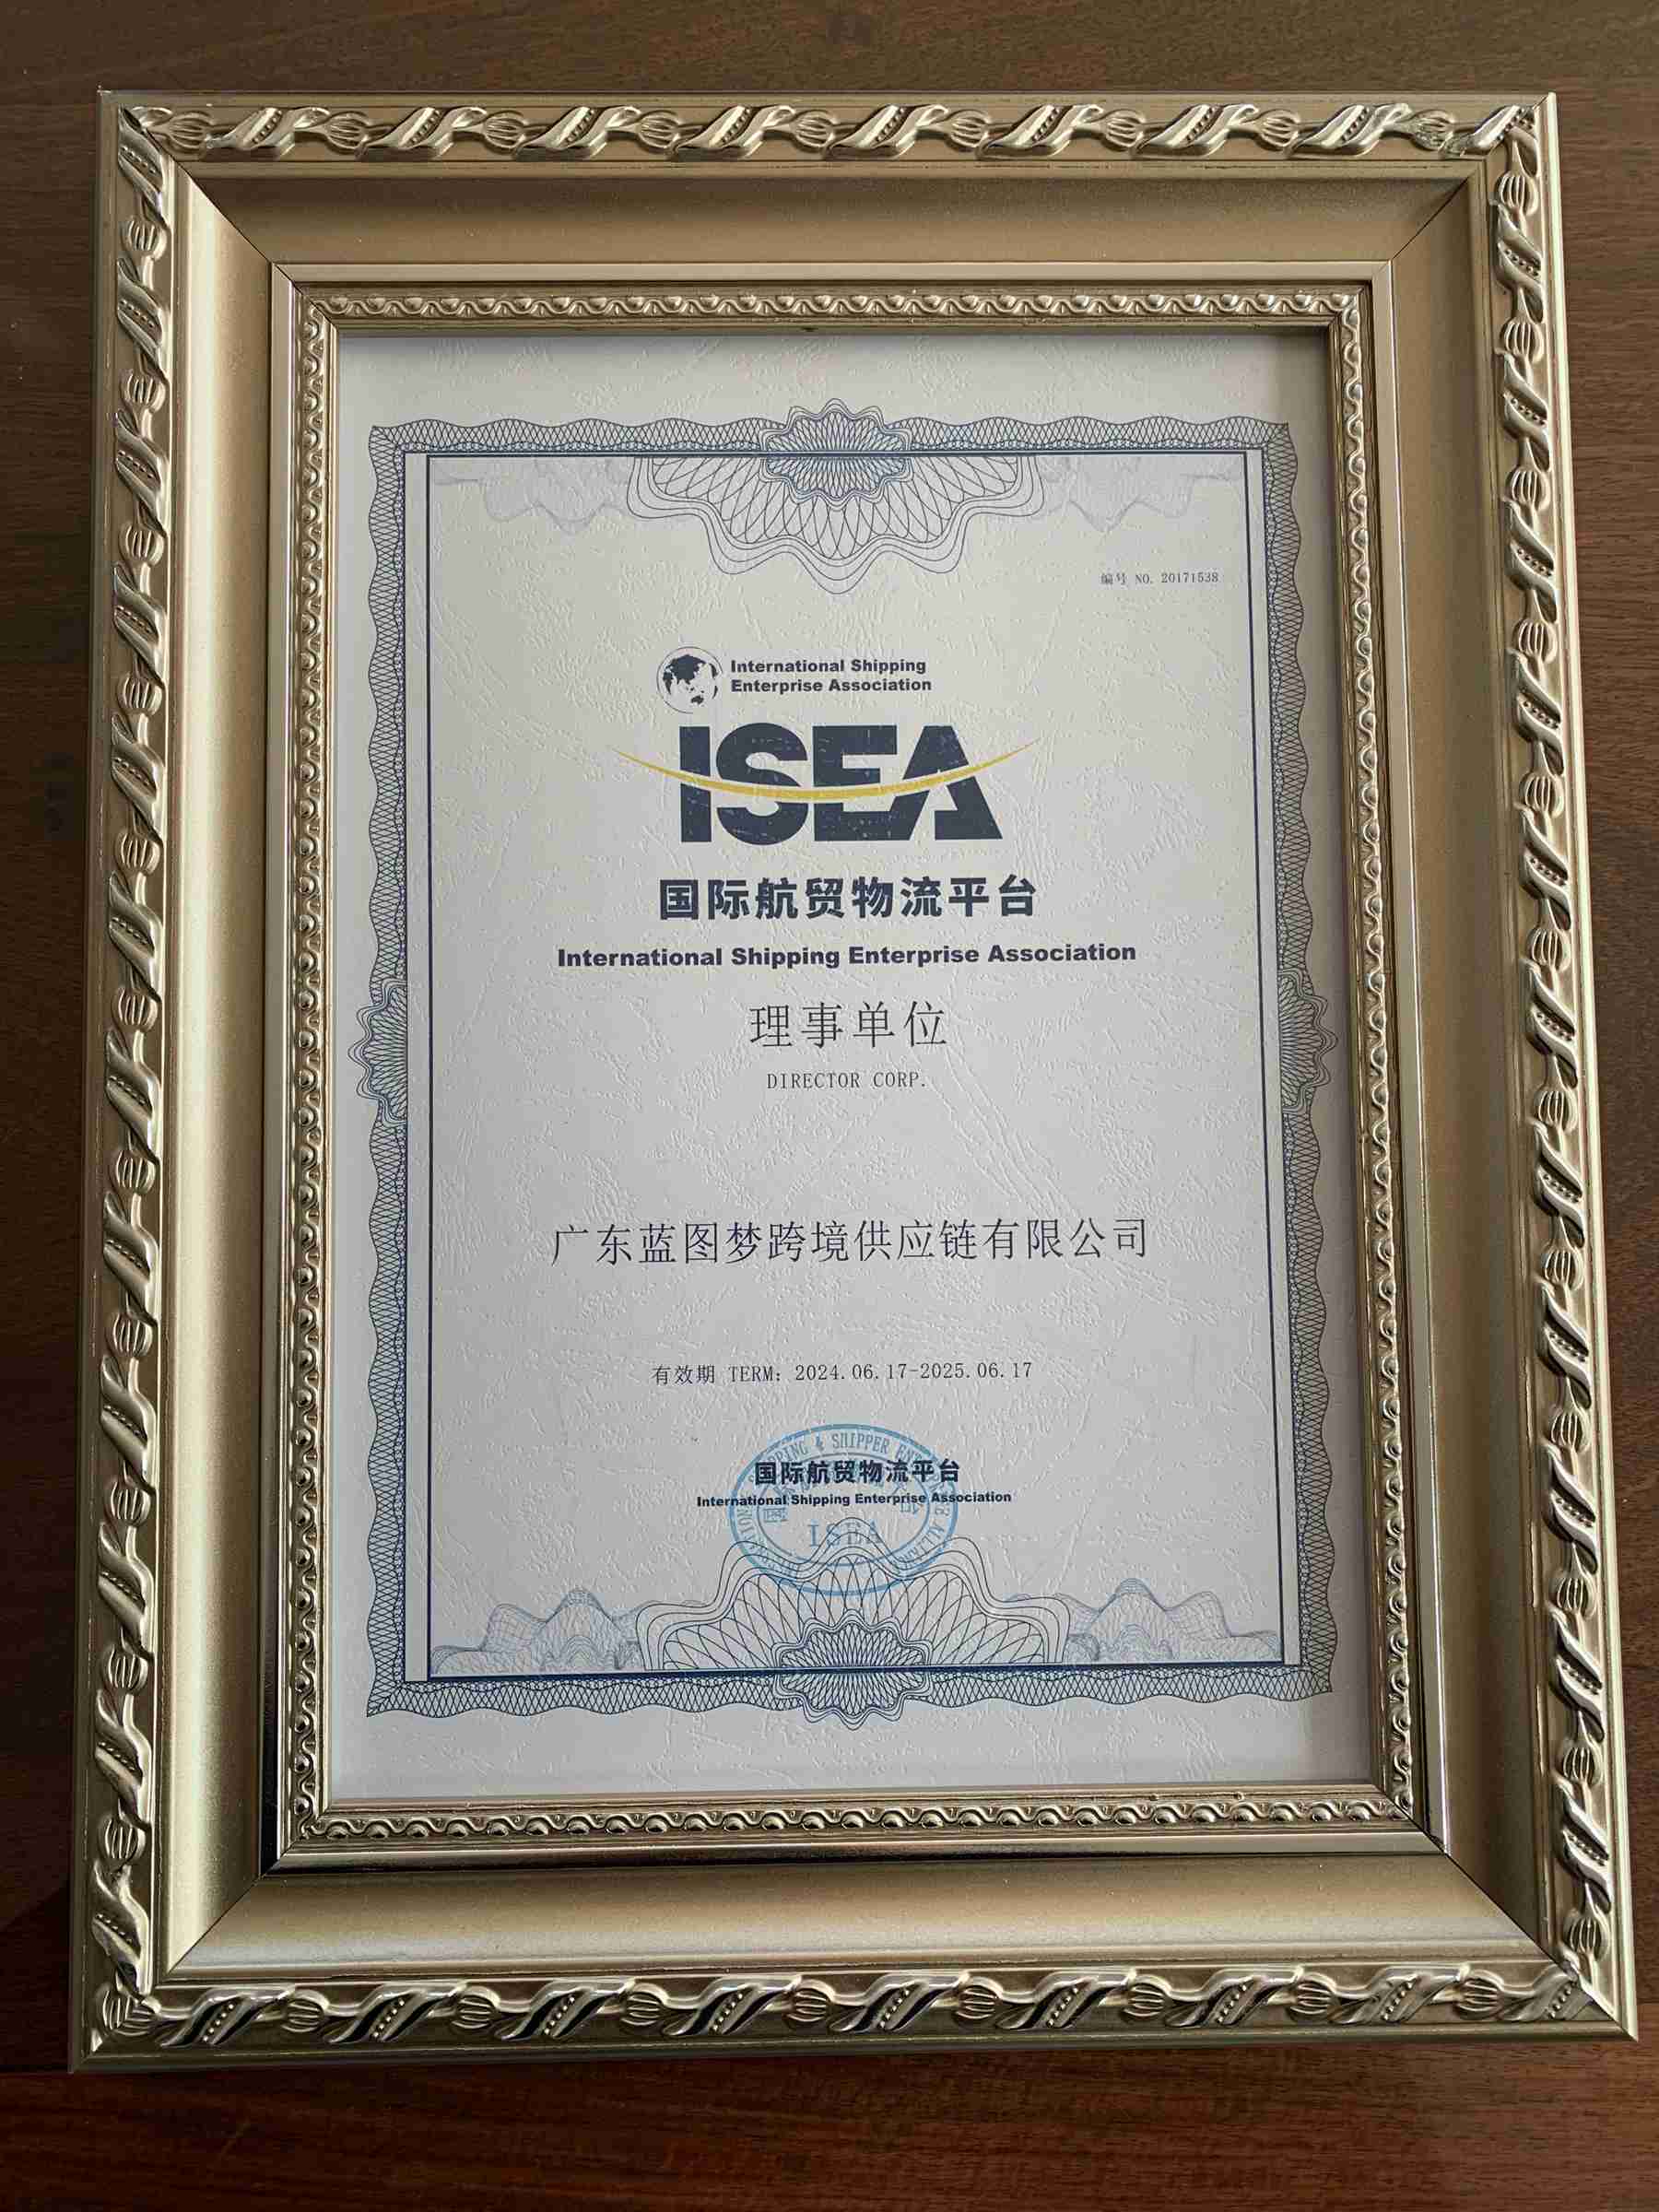 编号 NO. 20171538
International Shipping
Enterprise Association
ISEA
国际航贸物流平台
International Shipping Enterprise Association
理事单位
DIRECTOR CORP.
广东蓝图梦跨境供应链有限公司
有效期 TERM: 2024.06.17-2025.06.17
国际航贸物流平台
International Shipping Enterprise Association
SHIPPER
ISEA